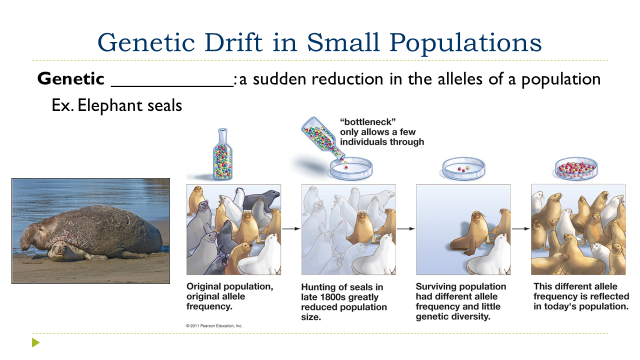 Genetic Drift in Small Populations
Genetic ____________: a sudden reduction in the alleles of a population
Ex. Elephant seals
“bottleneck”
only allows a few
individuals through
Original population,
original allele
frequency.
Hunting of seals in
late 1800s greatly
reduced population
size.
Surviving population
had different allele
frequency and little
genetic diversity.
This different allele
frequency is reflected
in today's population.
© 2011 Pearson Education, Inc.